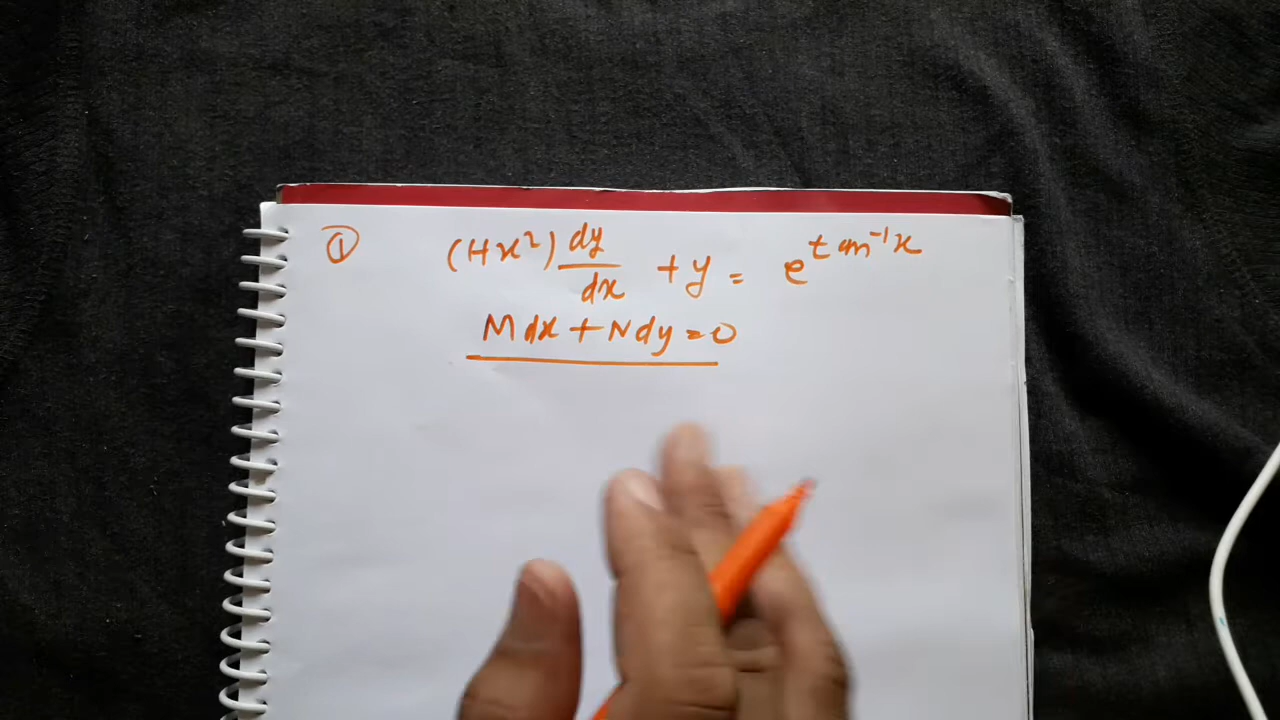 ① (1+x²) dy/dx + y = e^tan⁻¹x
Mdx + Ndy = 0